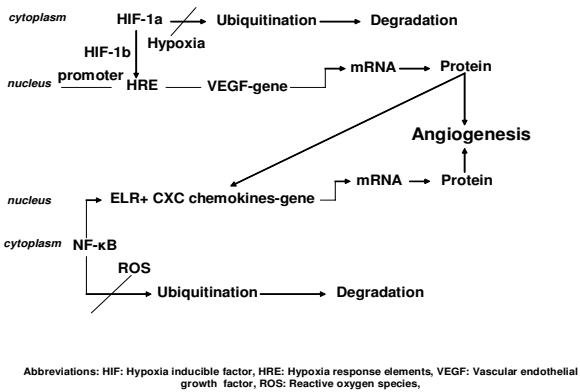 cytoplasm HIF-1a Ubiquitination Degradation
Hypoxia
HIF-1b
nucleus promoter HRE VEGF-gene mRNA Protein
Angiogenesis
nucleus ELR+ CXC chemokines-gene mRNA Protein
cytoplasm NF-κB
ROS
Ubiquitination Degradation
Abbreviations: HIF: Hypoxia inducible factor, HRE: Hypoxia response elements, VEGF: Vascular endothelial
growth factor, ROS: Reactive oxygen species,